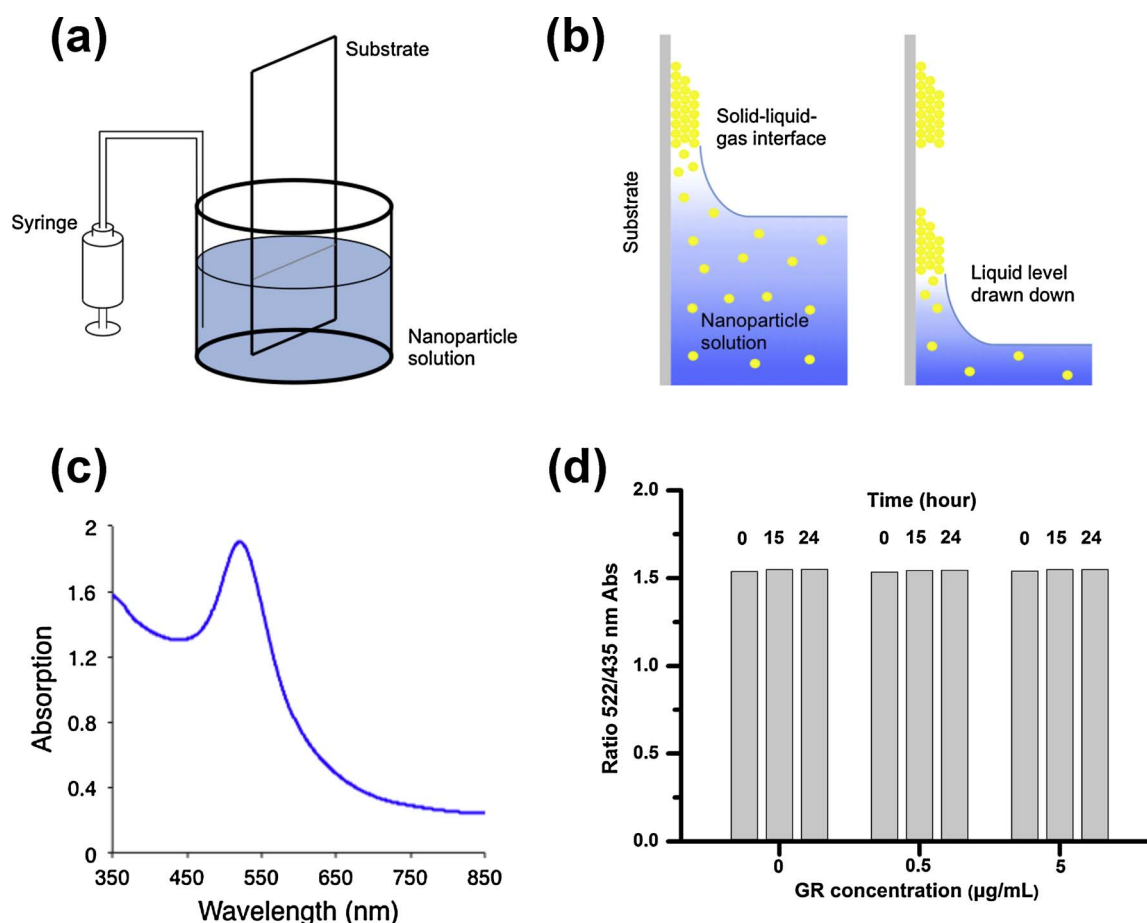 (a)
Substrate
Syringe
Nanoparticle
solution
(b)
Substrate
Solid-liquid-
gas interface
Nanoparticle
solution
Liquid level
drawn down
(c)
Absorption
2
1.6
1.2
0.8
0.4
0
350 450 550 650 750 850
Wavelength (nm)
(d)
Ratio 522/435 nm Abs
2.0
1.5
1.0
0.5
0.0
Time (hour)
0 15 24 0 15 24 0 15 24
0 0.5 5
GR concentration (µg/mL)